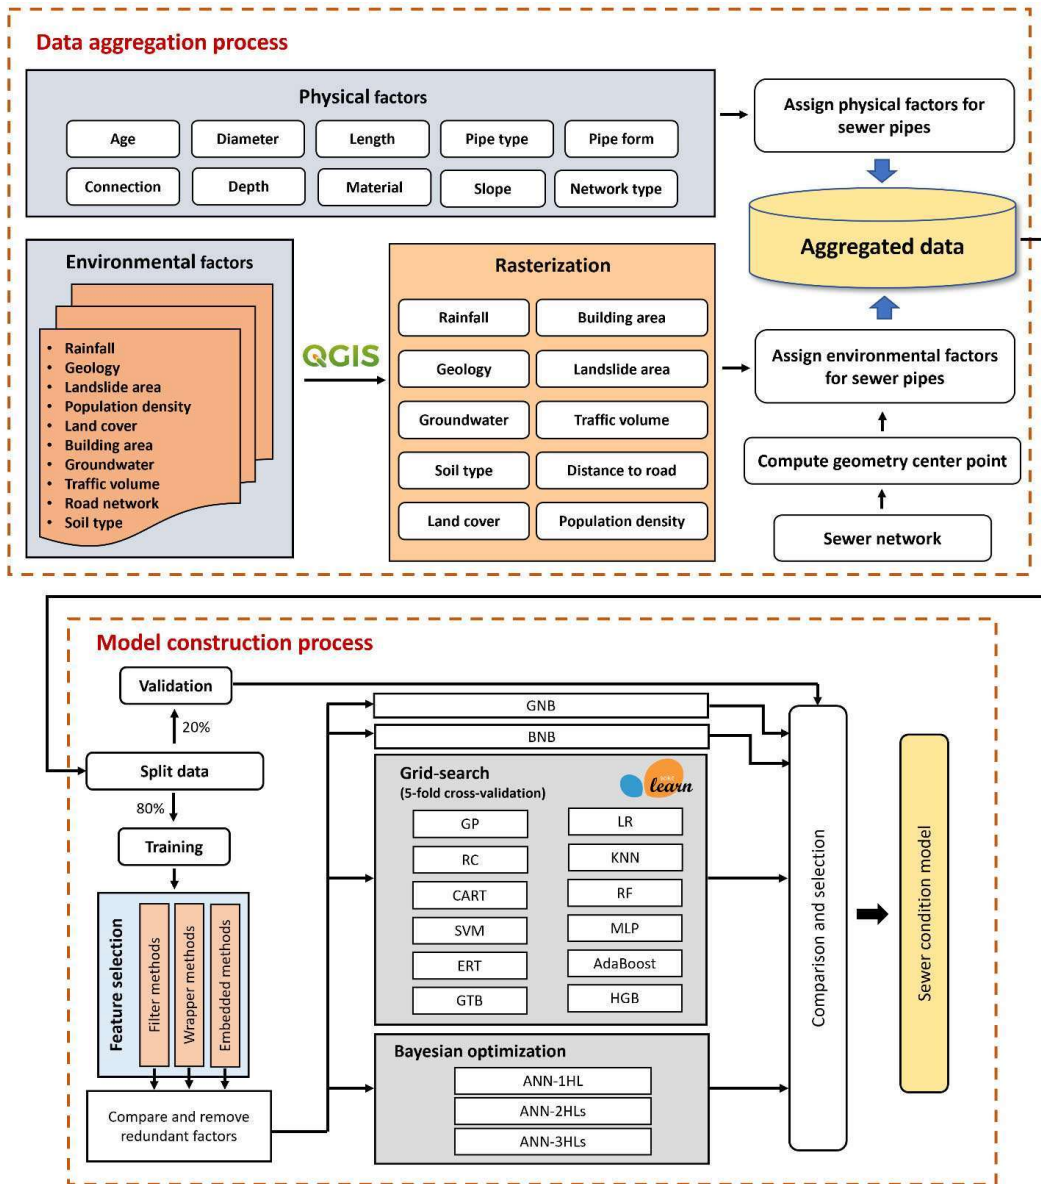 Data aggregation process
Physical factors
Age
Diameter
Length
Pipe type
Pipe form
Connection
Depth
Material
Slope
Network type
Assign physical factors for
sewer pipes
Aggregated data
Environmental factors
• Rainfall
• Geology
• Landslide area
• Population density
• Land cover
• Building area
• Groundwater
• Traffic volume
• Road network
• Soil type
QGIS
Rasterization
Rainfall
Building area
Geology
Landslide area
Groundwater
Traffic volume
Soil type
Distance to road
Land cover
Population density
Assign environmental factors
for sewer pipes
Compute geometry center point
Sewer network
Model construction process
Validation
20%
Split data
80%
Training
Feature selection
Filter methods
Wrapper methods
Embedded methods
Compare and remove
redundant factors
GNB
BNB
Grid-search
(5-fold cross-validation)
learn
GP
LR
RC
KNN
CART
RF
SVM
MLP
ERT
AdaBoost
GTB
HGB
Bayesian optimization
ANN-1HL
ANN-2HLs
ANN-3HLs
Comparison and selection
Sewer condition model